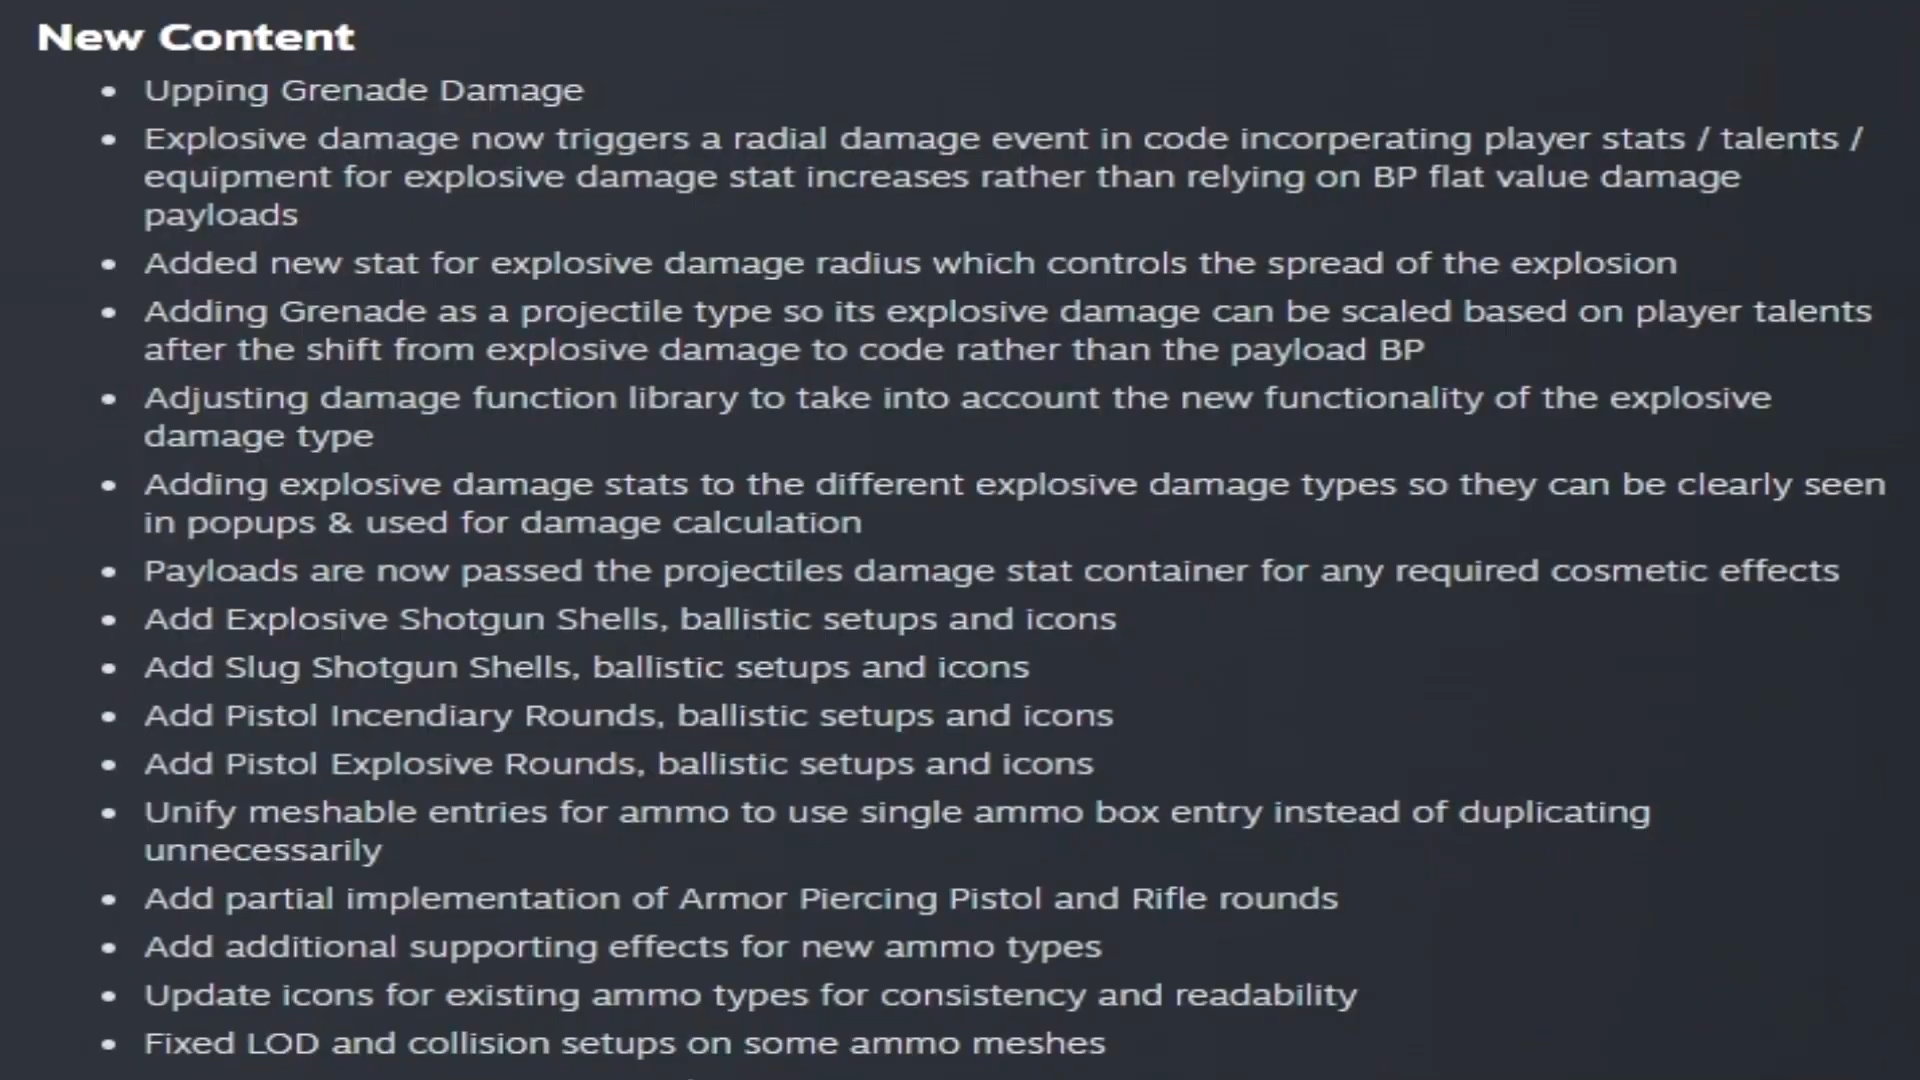 New Content
• Upping Grenade Damage
• Explosive damage now triggers a radial damage event in code incorperating player stats / talents /
equipment for explosive damage stat increases rather than relying on BP flat value damage
payloads
• Added new stat for explosive damage radius which controls the spread of the explosion
• Adding Grenade as a projectile type so its explosive damage can be scaled based on player talents
after the shift from explosive damage to code rather than the payload BP
• Adjusting damage function library to take into account the new functionality of the explosive
damage type
• Adding explosive damage stats to the different explosive damage types so they can be clearly seen
in popups & used for damage calculation
• Payloads are now passed the projectiles damage stat container for any required cosmetic effects
• Add Explosive Shotgun Shells, ballistic setups and icons
• Add Slug Shotgun Shells, ballistic setups and icons
• Add Pistol Incendiary Rounds, ballistic setups and icons
• Add Pistol Explosive Rounds, ballistic setups and icons
• Unify meshable entries for ammo to use single ammo box entry instead of duplicating
unnecessarily
• Add partial implementation of Armor Piercing Pistol and Rifle rounds
• Add additional supporting effects for new ammo types
• Update icons for existing ammo types for consistency and readability
• Fixed LOD and collision setups on some ammo meshes